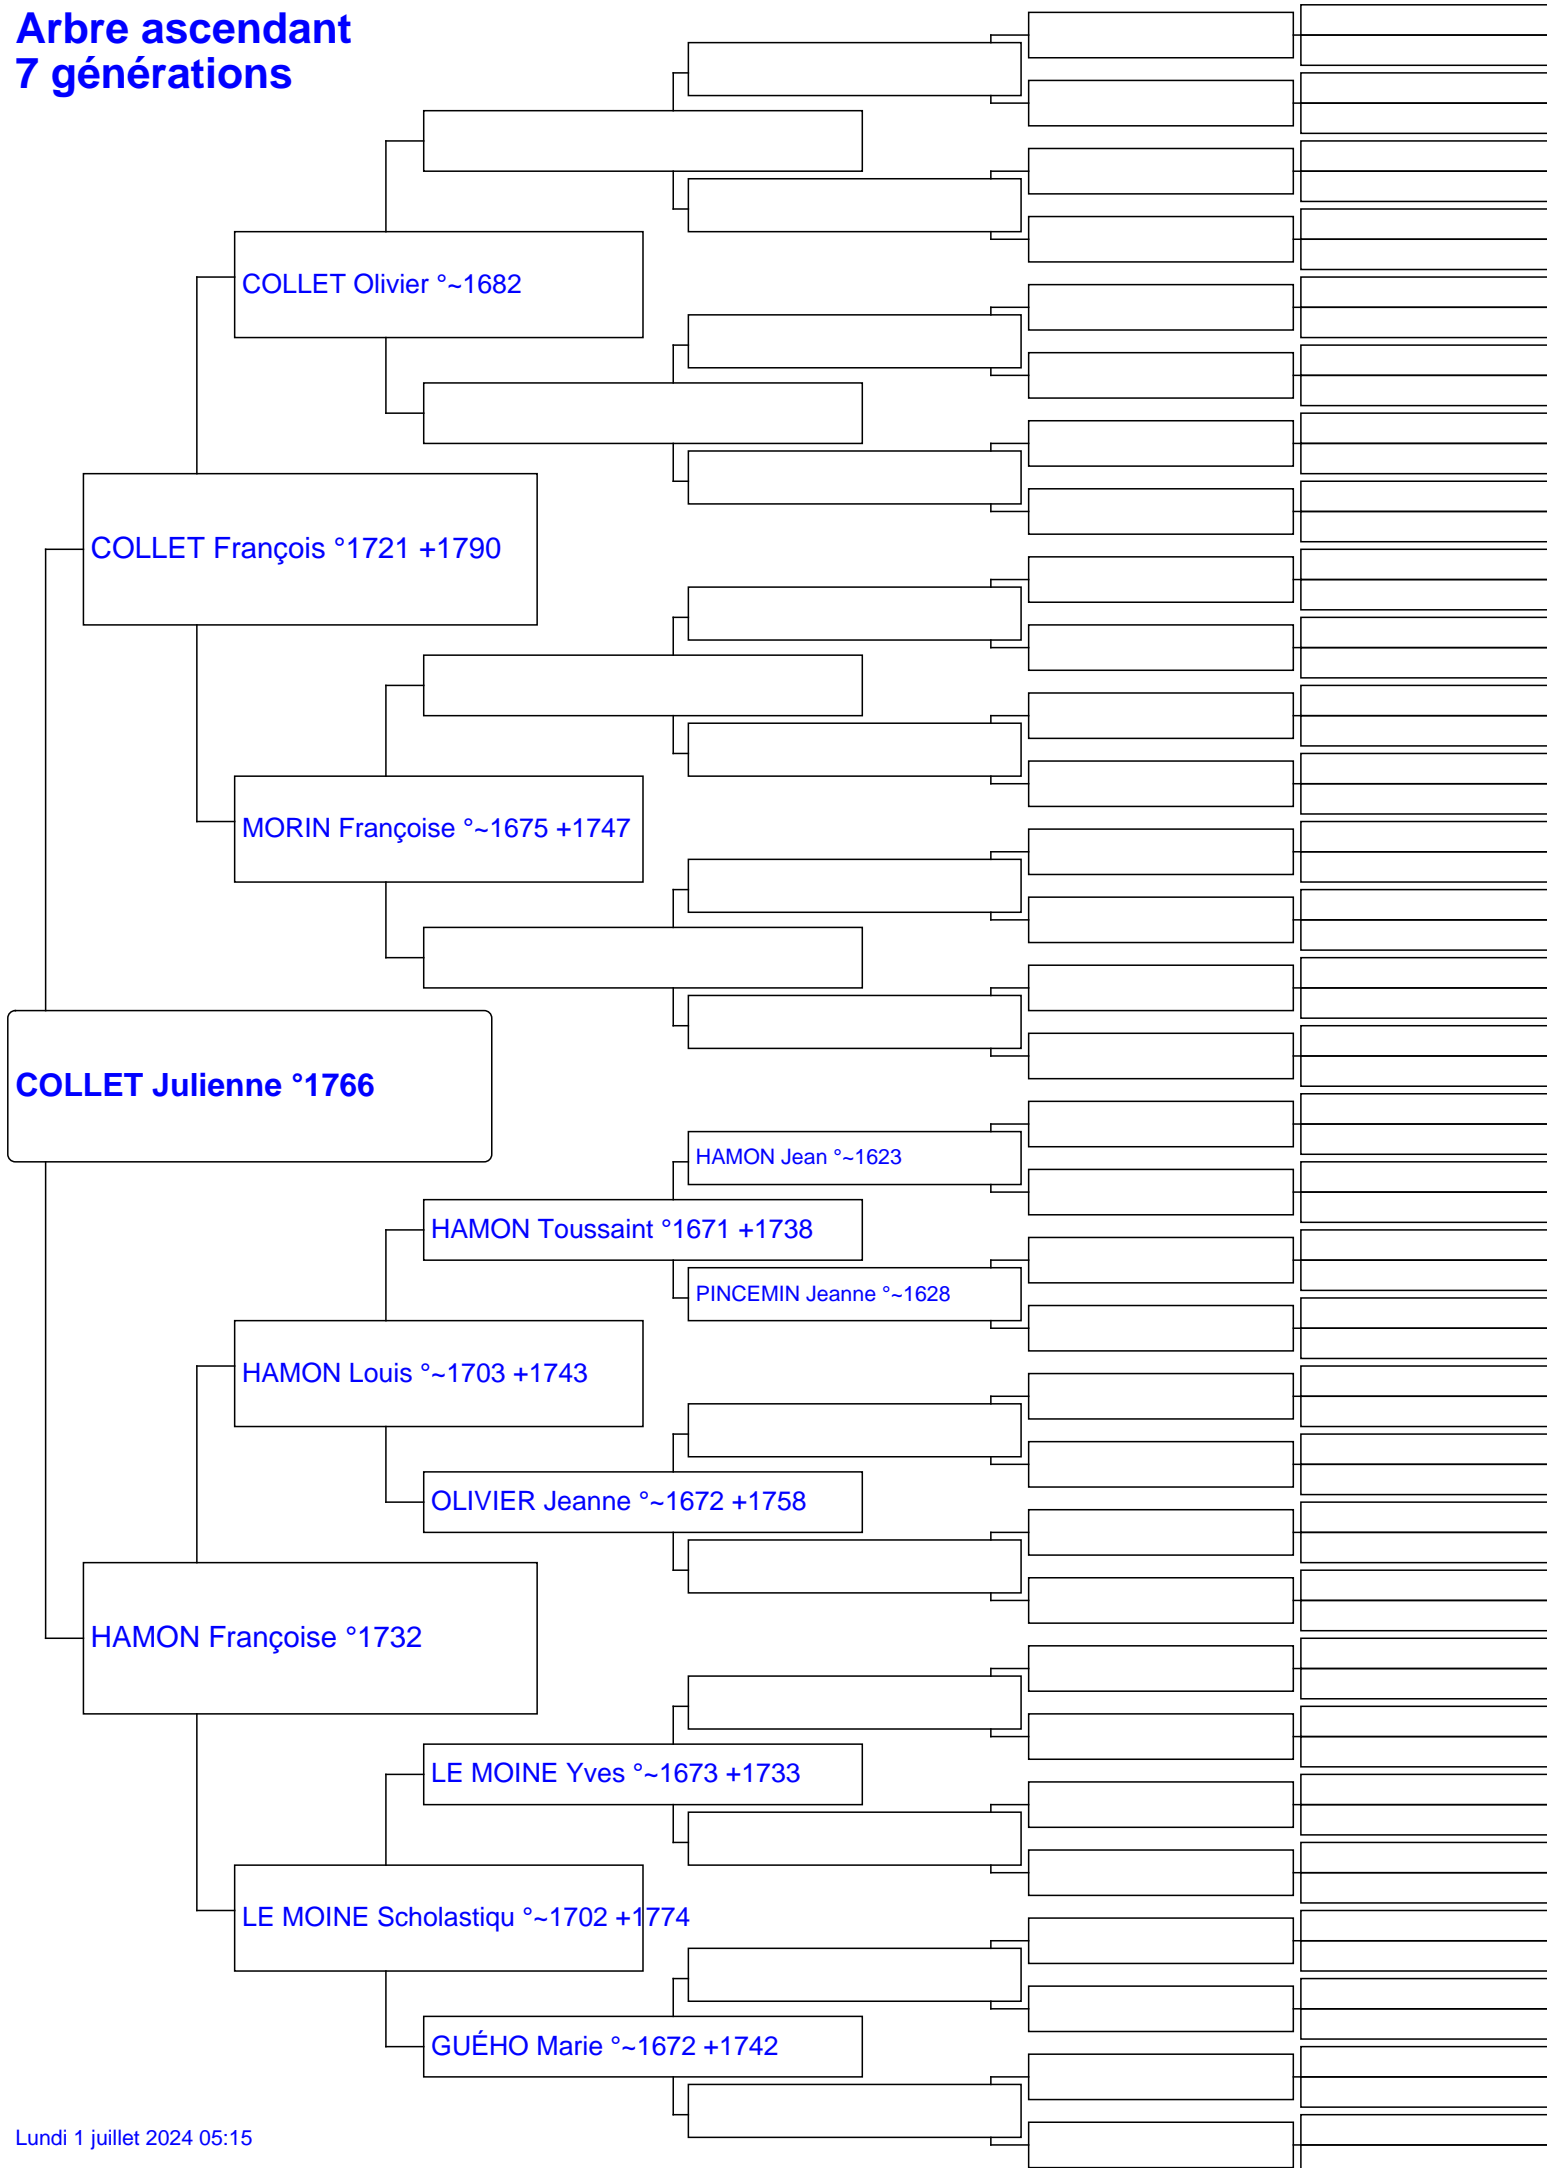 Arbre ascendant
7 générations
COLLET Olivier °~1682
COLLET François °1721 +1790
MORIN Françoise °~1675 +1747
COLLET Julienne °1766
HAMON Jean °~1623
HAMON Toussaint °1671 +1738
PINCEMIN Jeanne °~1628
HAMON Louis °~1703 +1743
OLIVIER Jeanne °~1672 +1758
HAMON Françoise °1732
LE MOINE Yves °~1673 +1733
LE MOINE Scholastiqu °~1702 +1774
GUÉHO Marie °~1672 +1742
Lundi 1 juillet 2024 05:15